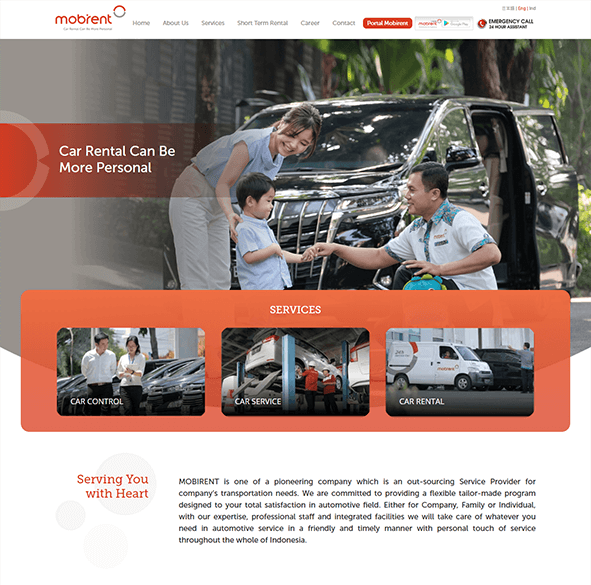 mobirent
Car Rental Can Be More Personal
Home About Us Services Short Term Rental Career Contact
Portal Mobirent
mobirent Google Play
| Eng | Ind
EMERGENCY CALL
24 HOUR ASSISTANT
Car Rental Can Be
More Personal
SERVICES
CAR CONTROL
CAR SERVICE
mobirent
CAR RENTAL
Serving You
with Heart
MOBIRENT is one of a pioneering company which is an out-sourcing Service Provider for
company's transportation needs. We are committed to providing a flexible tailor-made program
designed to your total satisfaction in automotive field. Either for Company, Family or Individual,
with our expertise, professional staff and integrated facilities we will take care of whatever you
need in automotive service in a friendly and timely manner with personal touch of service
throughout the whole of Indonesia.